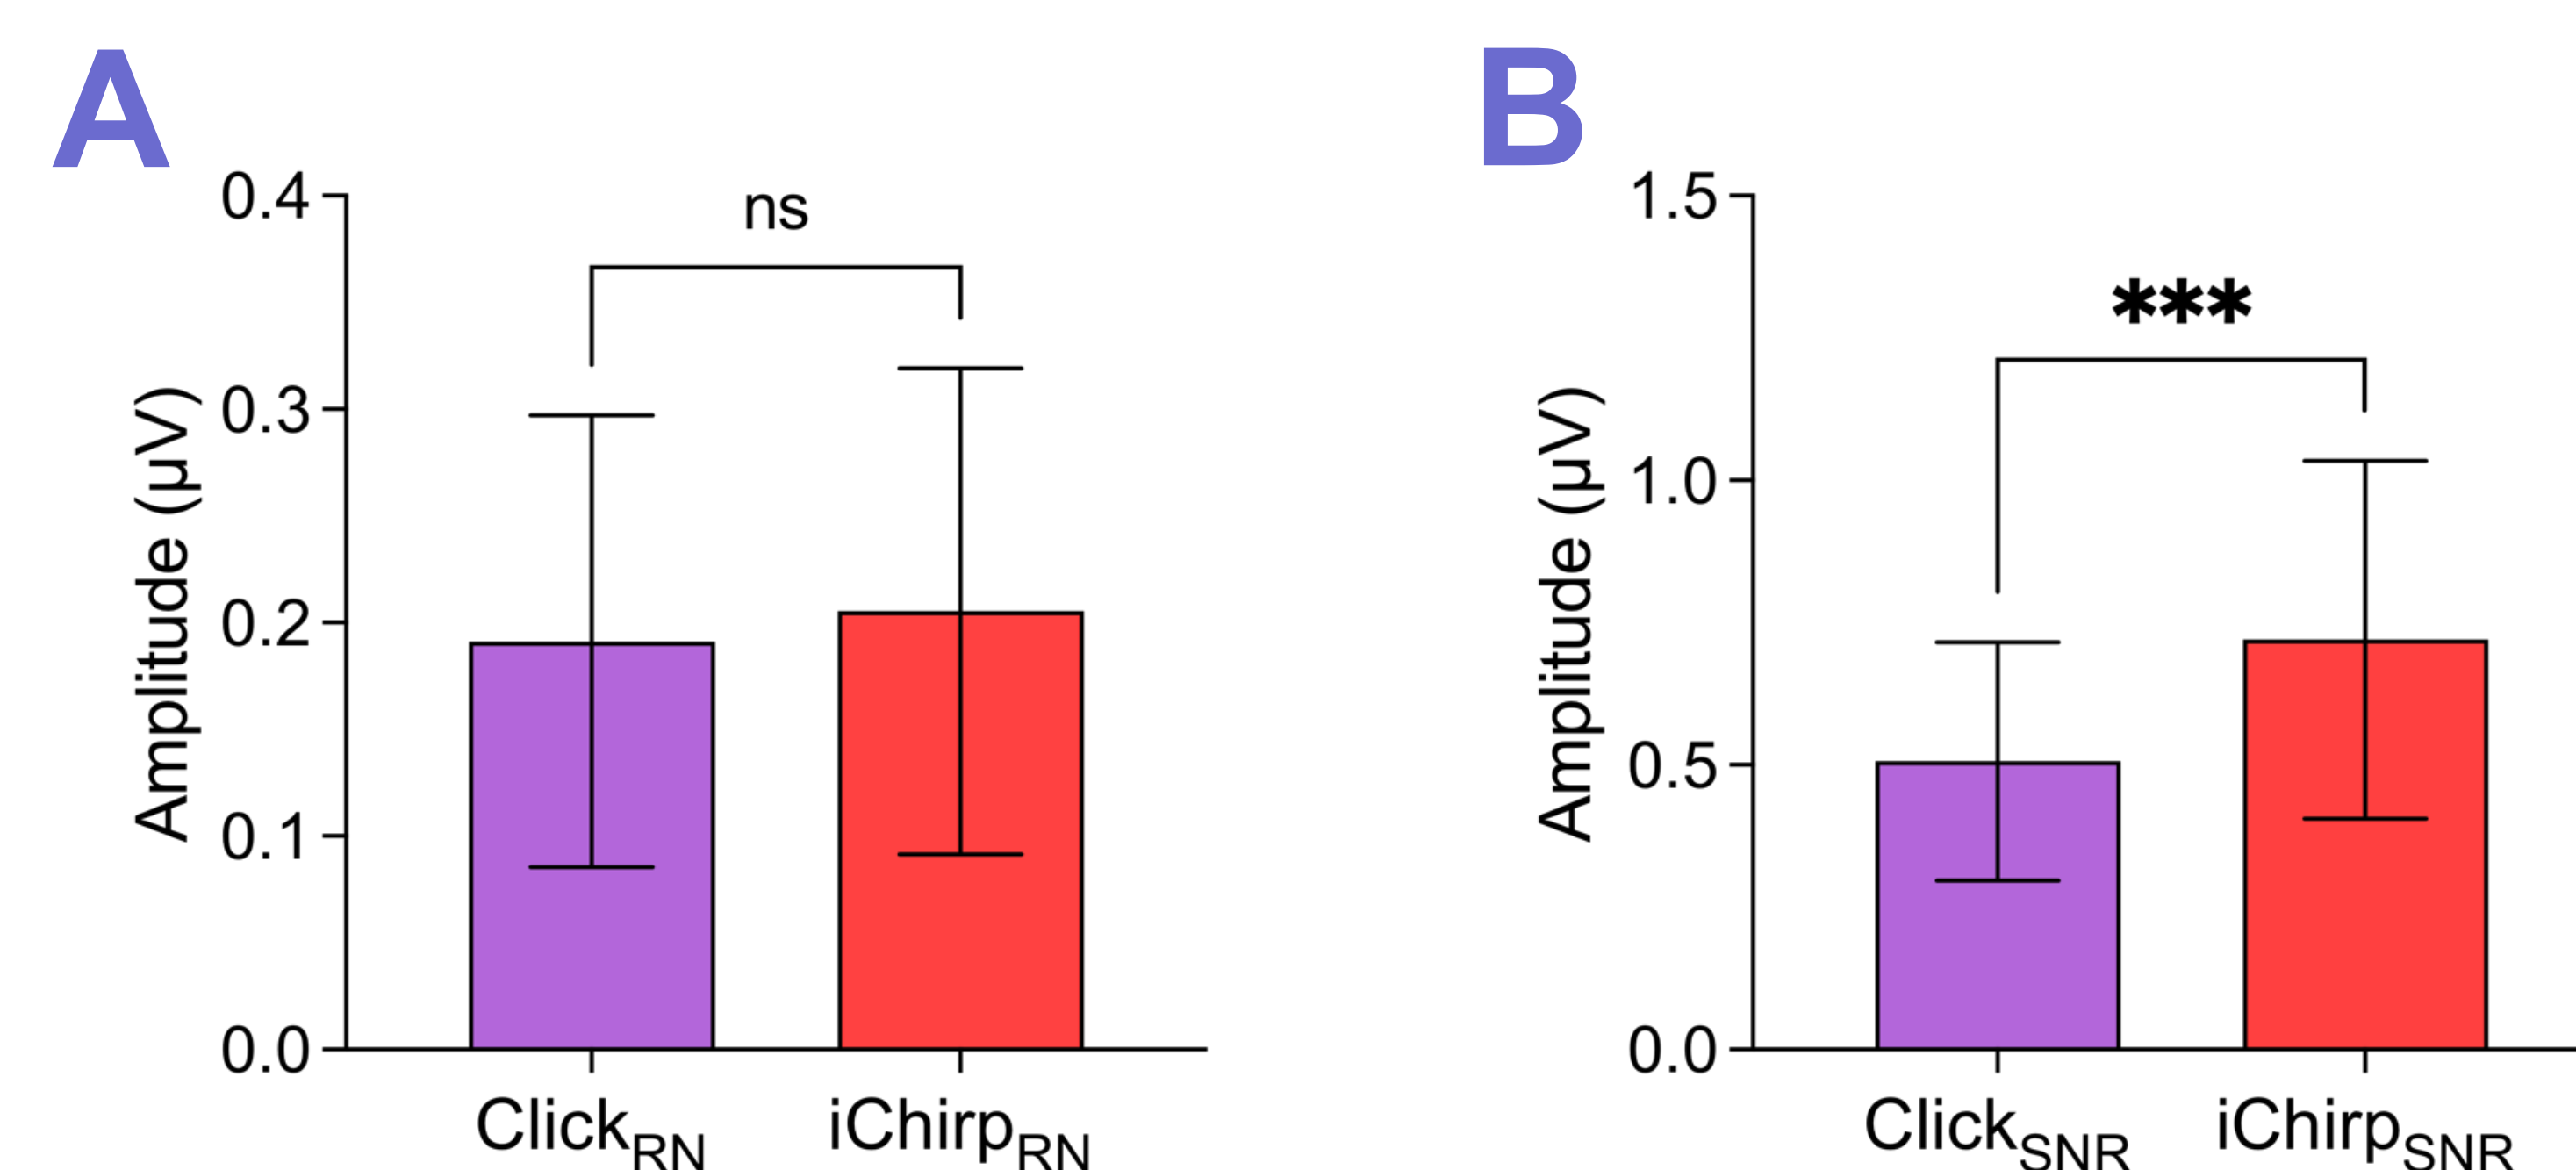 A
0.4
0.3
0.2
0.1
0.0
Amplitude (µV)
ns
Click_RN
iChirp_RN
B
1.5
1.0
0.5
0.0
Amplitude (µV)
***
Click_SNR
iChirp_SNR